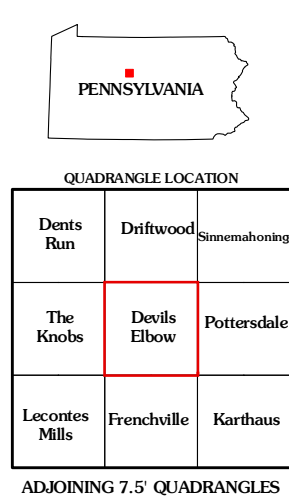 PENNSYLVANIA
QUADRANGLE LOCATION
Dents
Run
Driftwood
Sinnemahoning
The
Knobs
Devils
Elbow
Pottersdale
Lecontes
Mills
Frenchville
Karthaus
ADJOINING 7.5' QUADRANGLES